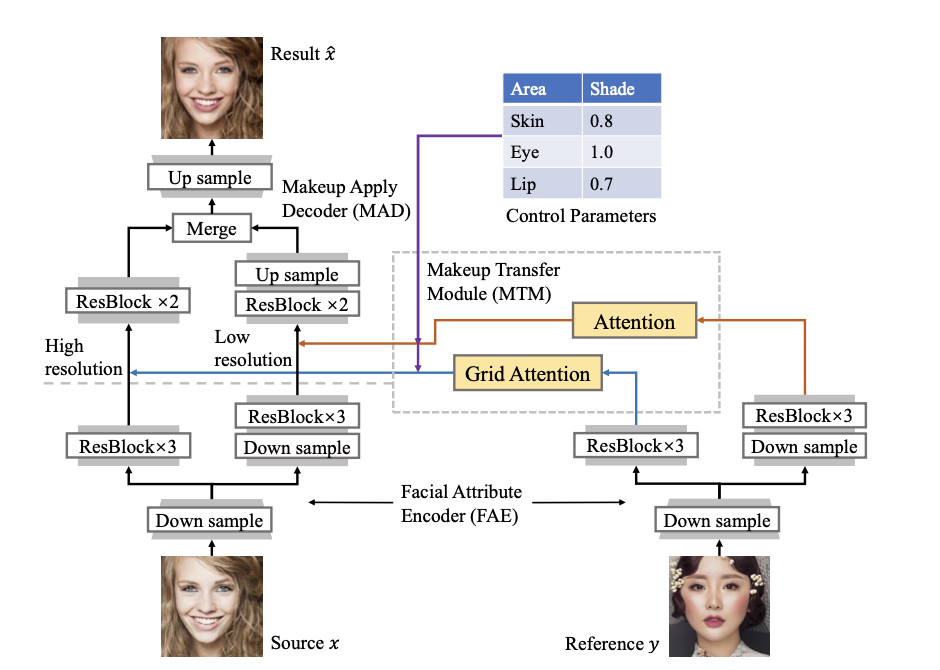 Result x̂
Area Shade
Skin 0.8
Eye 1.0
Lip 0.7
Control Parameters
Up sample
Makeup Apply
Decoder (MAD)
Merge
Up sample
ResBlock ×2
ResBlock ×2
Makeup Transfer
Module (MTM)
Attention
High
resolution
Low
resolution
Grid Attention
ResBlock×3
ResBlock×3
Down sample
ResBlock×3
ResBlock×3
Down sample
Down sample
Facial Attribute
Encoder (FAE)
Down sample
Source x
Reference y